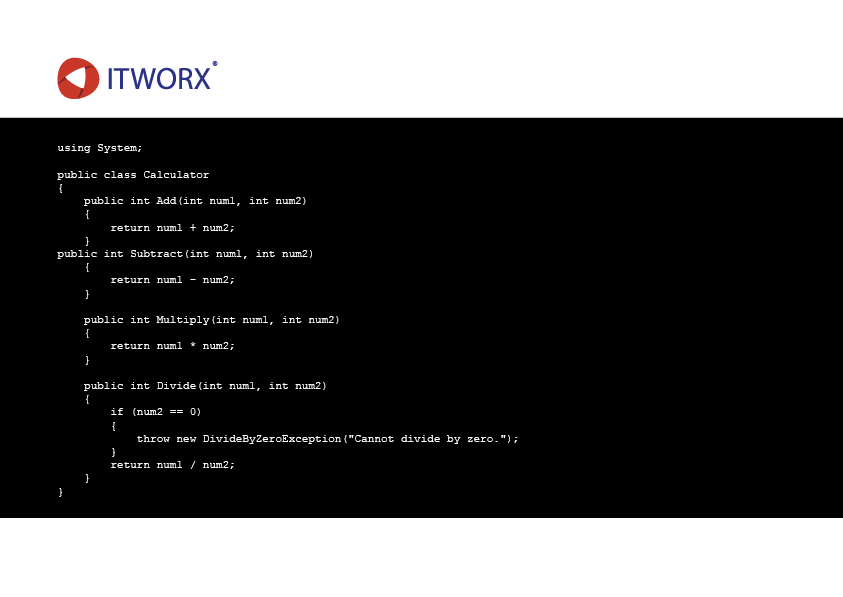 ITWORX®
using System;
public class Calculator
{
    public int Add(int num1, int num2)
    {
        return num1 + num2;
    }
public int Subtract(int num1, int num2)
    {
        return num1 - num2;
    }
    public int Multiply(int num1, int num2)
    {
        return num1 * num2;
    }
    public int Divide(int num1, int num2)
    {
        if (num2 == 0)
        {
            throw new DivideByZeroException("Cannot divide by zero.");
        }
        return num1 / num2;
    }
}